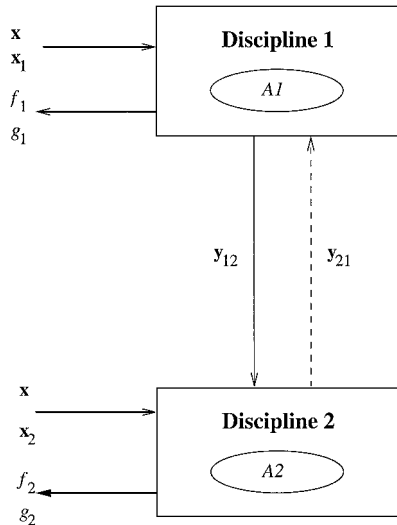 x
x₁
Discipline 1
A1
f₁
g₁
y₁₂
y₂₁
x
x₂
Discipline 2
A2
f₂
g₂